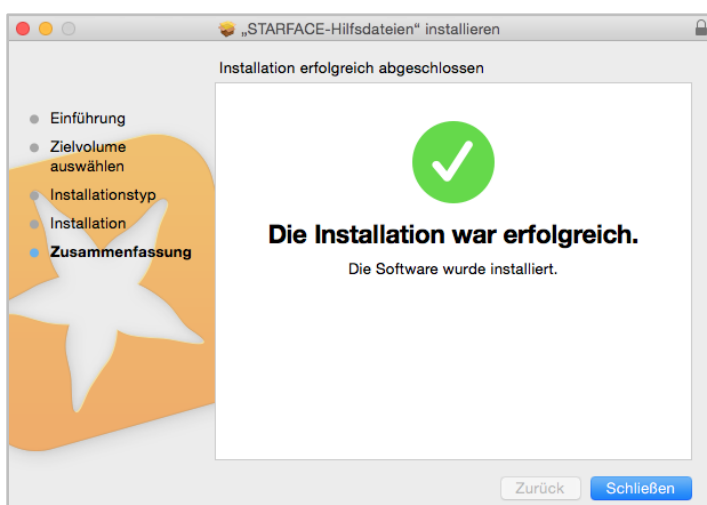 „STARFACE-Hilfsdateien“ installieren
Installation erfolgreich abgeschlossen
Einführung
Zielvolume
auswählen
Installationstyp
Installation
Zusammenfassung
Die Installation war erfolgreich.
Die Software wurde installiert.
Zurück
Schließen